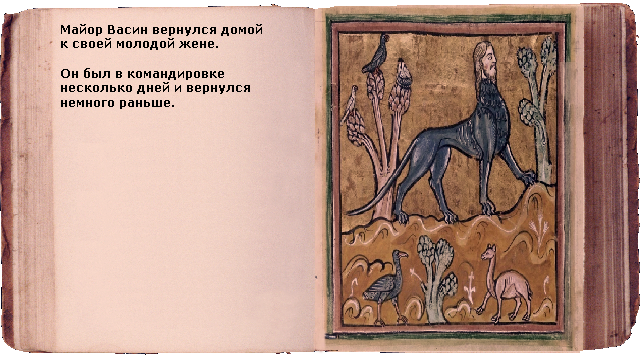 Майор Васин вернулся домой
к своей молодой жене.
Он был в командировке
несколько дней и вернулся
немного раньше.